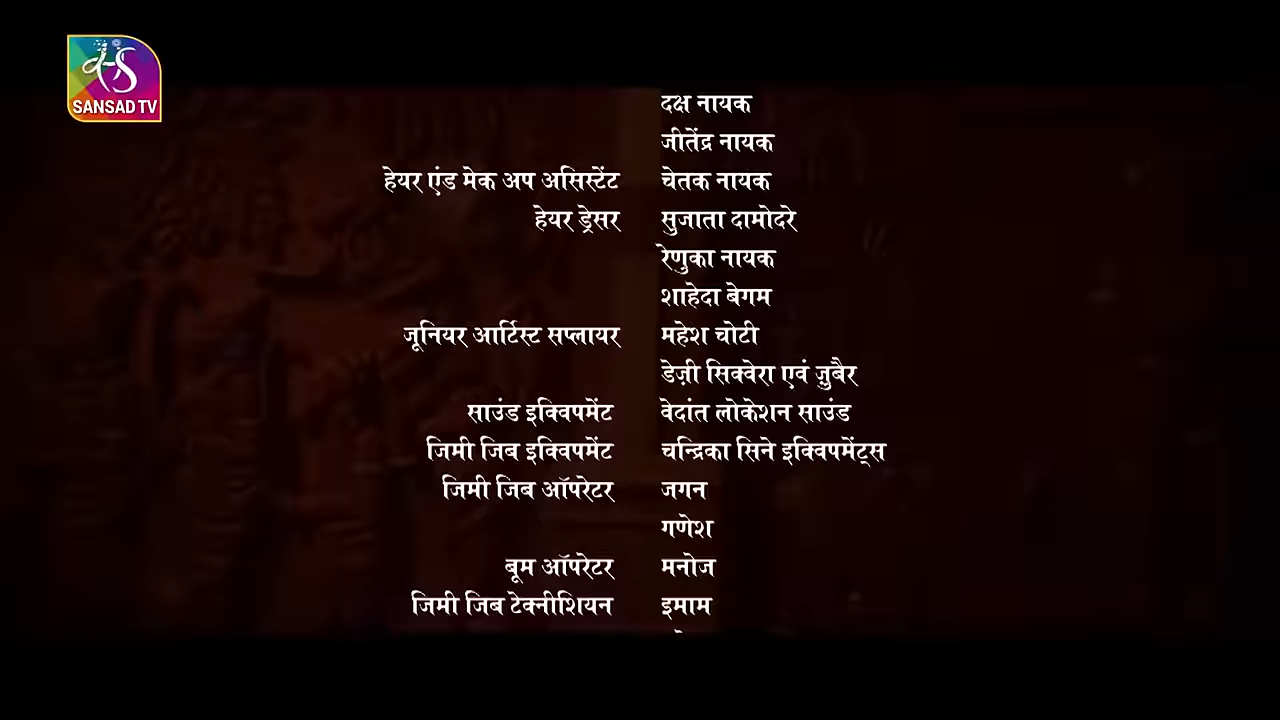 SANSAD TV
दक्ष नायक
जीतेंद्र नायक
हेयर एंड मेक अप असिस्टेंट चेतक नायक
हेयर ड्रेसर सुजाता दामोदरे
रेणुका नायक
शाहेदा बेगम
जूनियर आर्टिस्ट सप्लायर महेश चोटी
डेज़ी सिक्वेरा एवं ज़ुबैर
साउंड इक्विपमेंट वेदांत लोकेशन साउंड
जिमी जिब इक्विपमेंट चन्द्रिका सिने इक्विपमेंट्स
जिमी जिब ऑपरेटर जगन
गणेश
बूम ऑपरेटर मनोज
जिमी जिब टेक्नीशियन इमाम